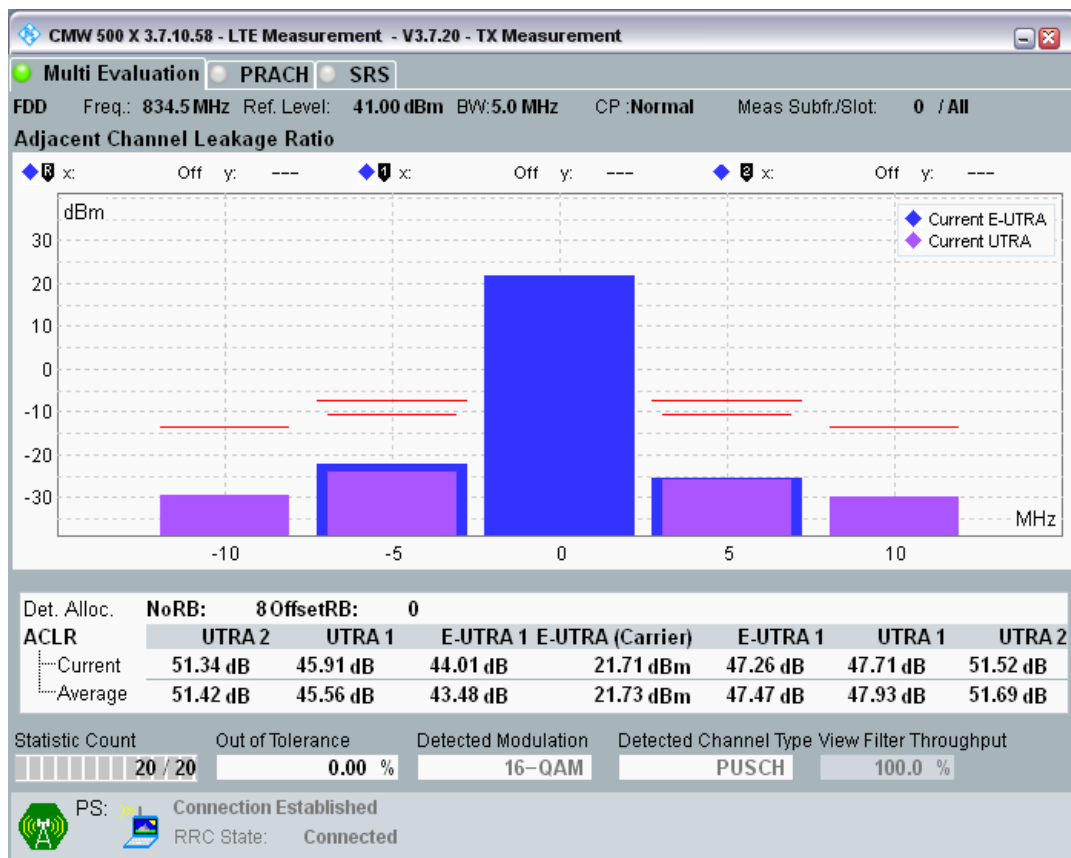 CMW 500 X 3.7.10.58 - LTE Measurement - V3.7.20 - TX Measurement
Multi Evaluation PRACH SRS
FDD Freq.: 834.5 MHz Ref. Level: 41.00 dBm BW:5.0 MHz CP :Normal Meas Subfr./Slot: 0 / All
Adjacent Channel Leakage Ratio
R x: Off y: --- 1 x: Off y: --- 2 x: Off y: ---
dBm
Current E-UTRA
Current UTRA
30
20
10
0
-10
-20
-30
MHz
-10 -5 0 5 10
Det. Alloc. NoRB: 8 OffsetRB: 0
ACLR UTRA 2 UTRA 1 E-UTRA 1 E-UTRA (Carrier) E-UTRA 1 UTRA 1 UTRA 2
Current 51.34 dB 45.91 dB 44.01 dB 21.71 dBm 47.26 dB 47.71 dB 51.52 dB
Average 51.42 dB 45.56 dB 43.48 dB 21.73 dBm 47.47 dB 47.93 dB 51.69 dB
Statistic Count Out of Tolerance Detected Modulation Detected Channel Type View Filter Throughput
20 / 20 0.00 % 16-QAM PUSCH 100.0 %
PS: Connection Established
RRC State: Connected